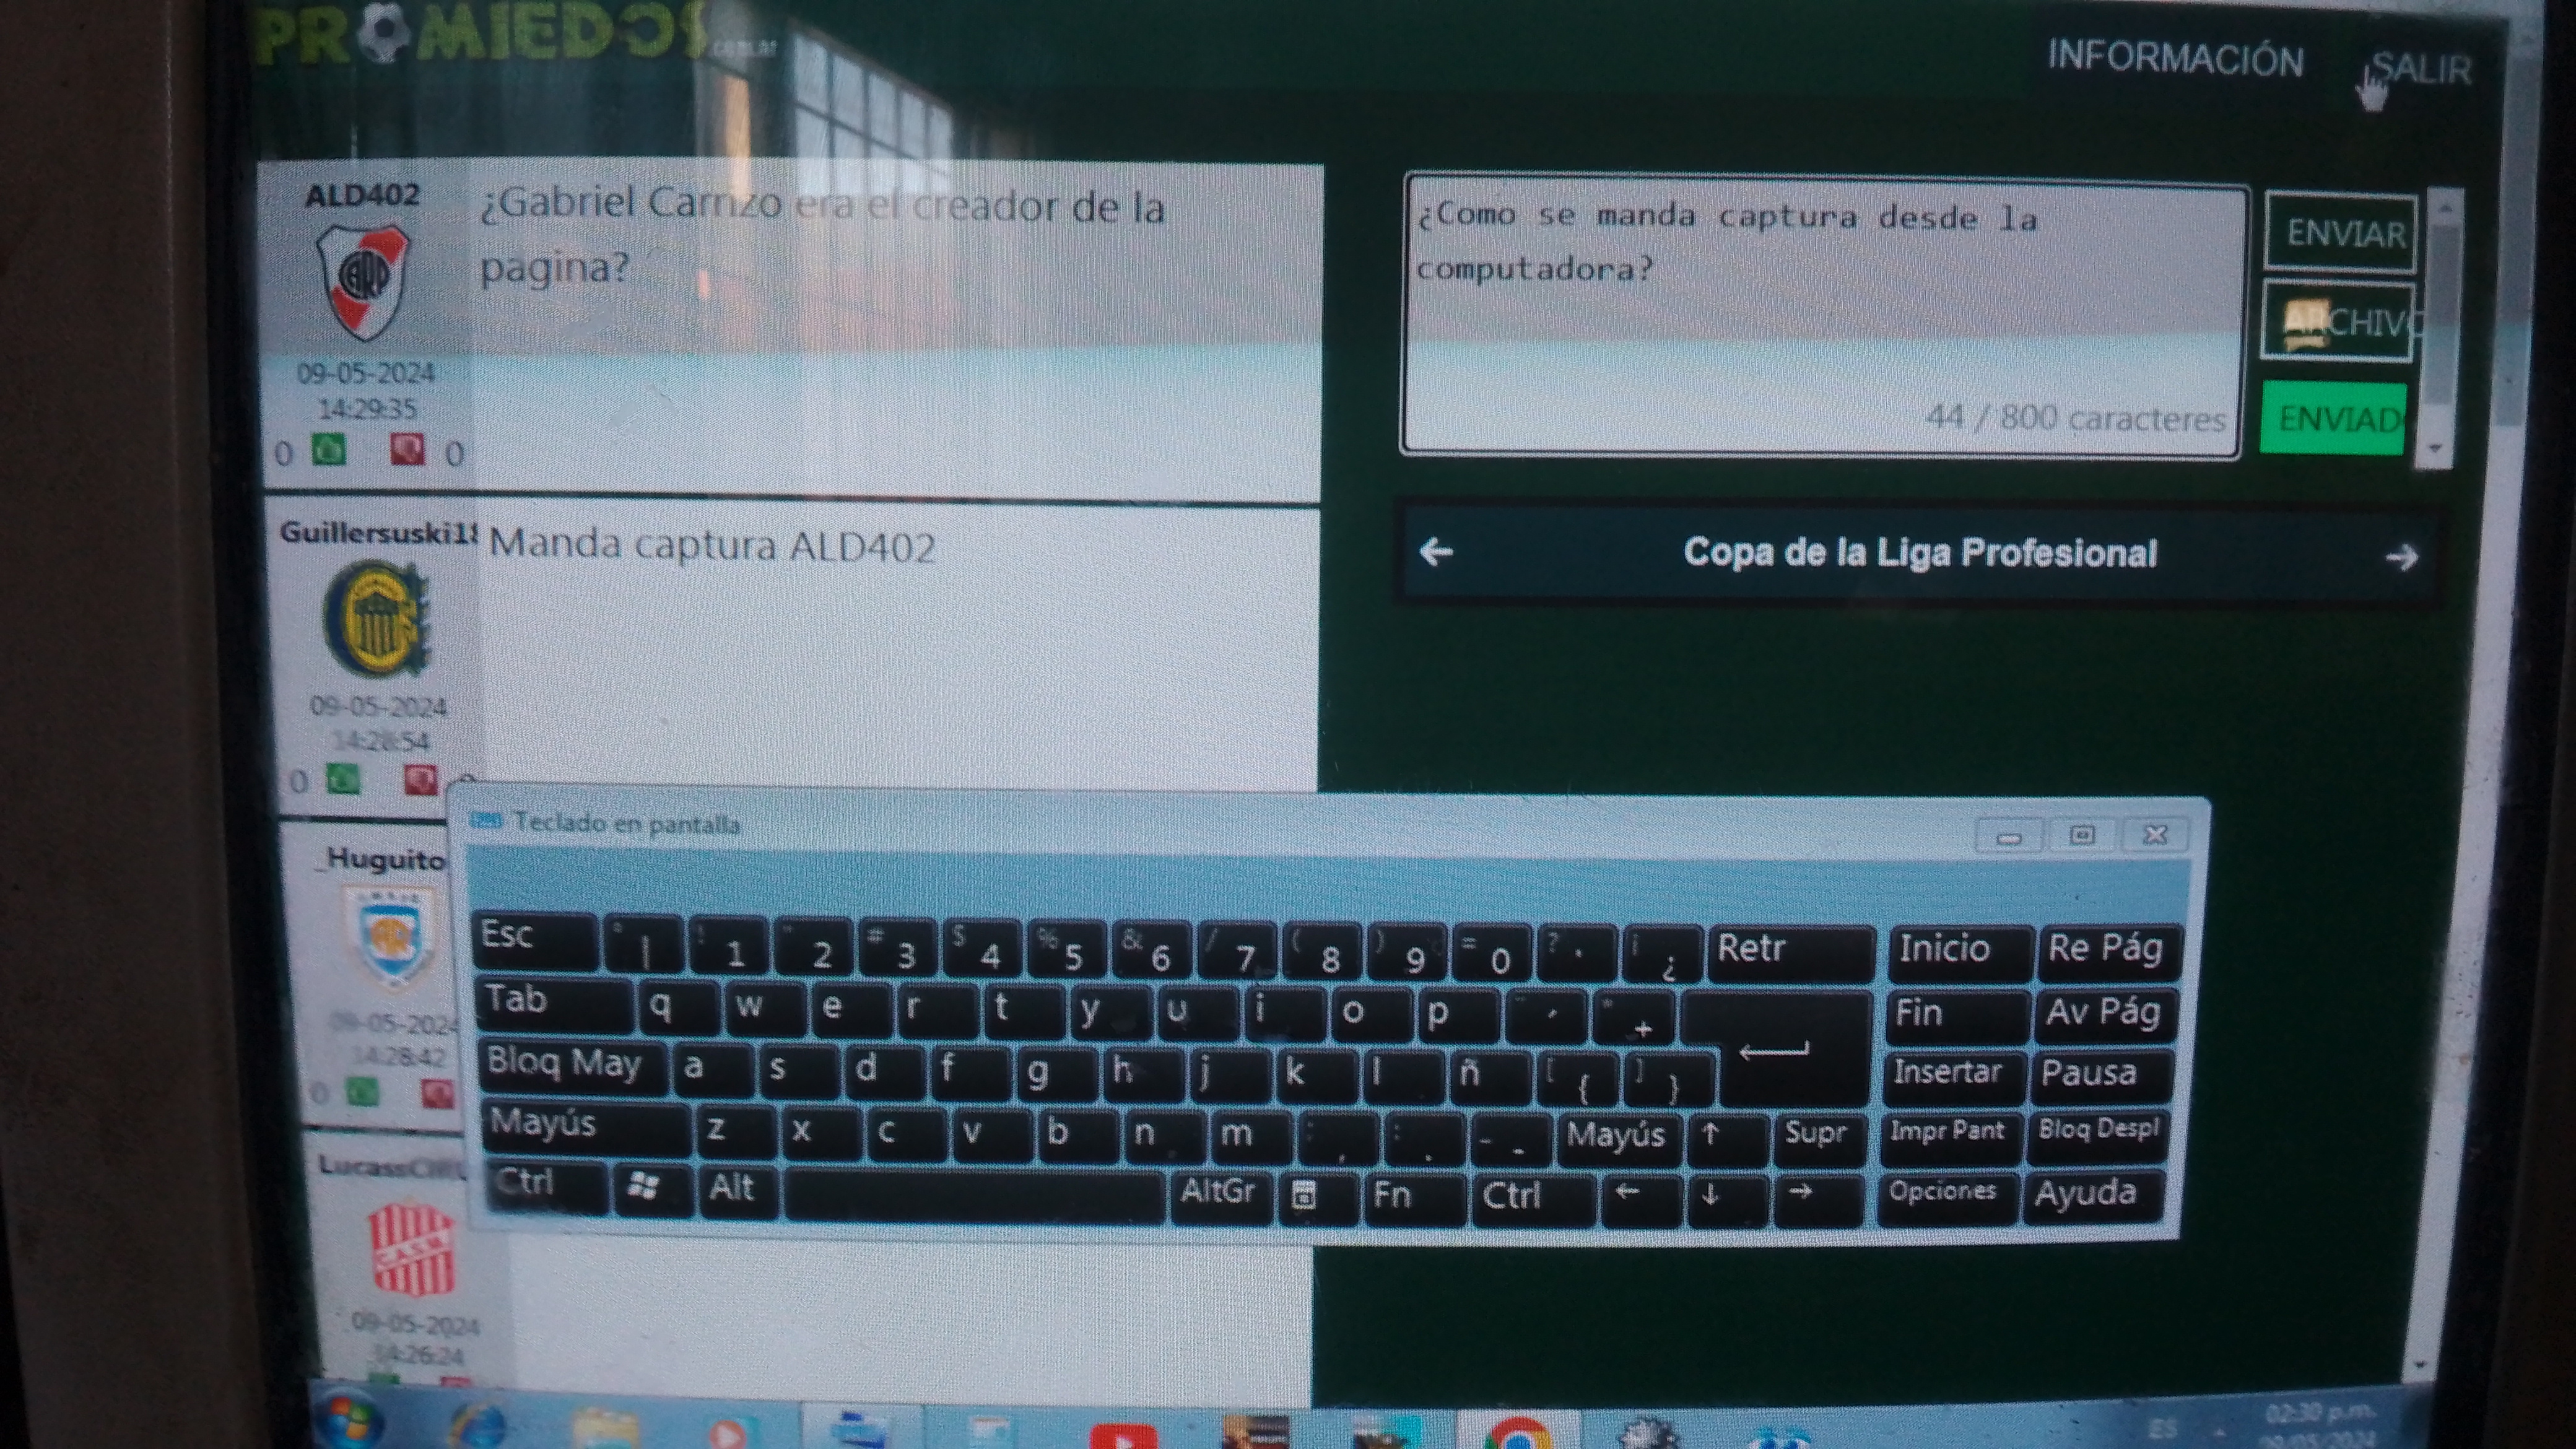 PROMIEDOS
INFORMACIÓN
SALIR
ALD402
¿Gabriel Carnzo era el creador de la
pagina?
09-05-2024
14:29:35
0 0
¿Como se manda captura desde la
computadora?
44 / 800 caracteres
ENVIAR
ARCHIVO
ENVIAD
Copa de la Liga Profesional
Guillersuski1
Manda captura ALD402
09-05-2024
14:28:54
0
_Huguito
09-05-2024
14:28:42
0
CASM
09-05-2024
14:26:24
Teclado en pantalla
Esc ° | ! 1 " 2 # 3 $ 4 % 5 & 6 / 7 ( 8 ) 9 = 0 ? ' ¡ ¿ Retr Inicio Re Pág
Tab q w e r t y u i o p ¨ ´ * + Fin Av Pág
Bloq May a s d f g h j k l ñ [ { ] } Insertar Pausa
Mayús z x c v b n m ; , : . _ - Mayús ↑ Supr Impr Pant Bloq Despl
Ctrl Alt AltGr Fn Ctrl ← ↓ → Opciones Ayuda
ES
02:30 p.m.
09/05/2024